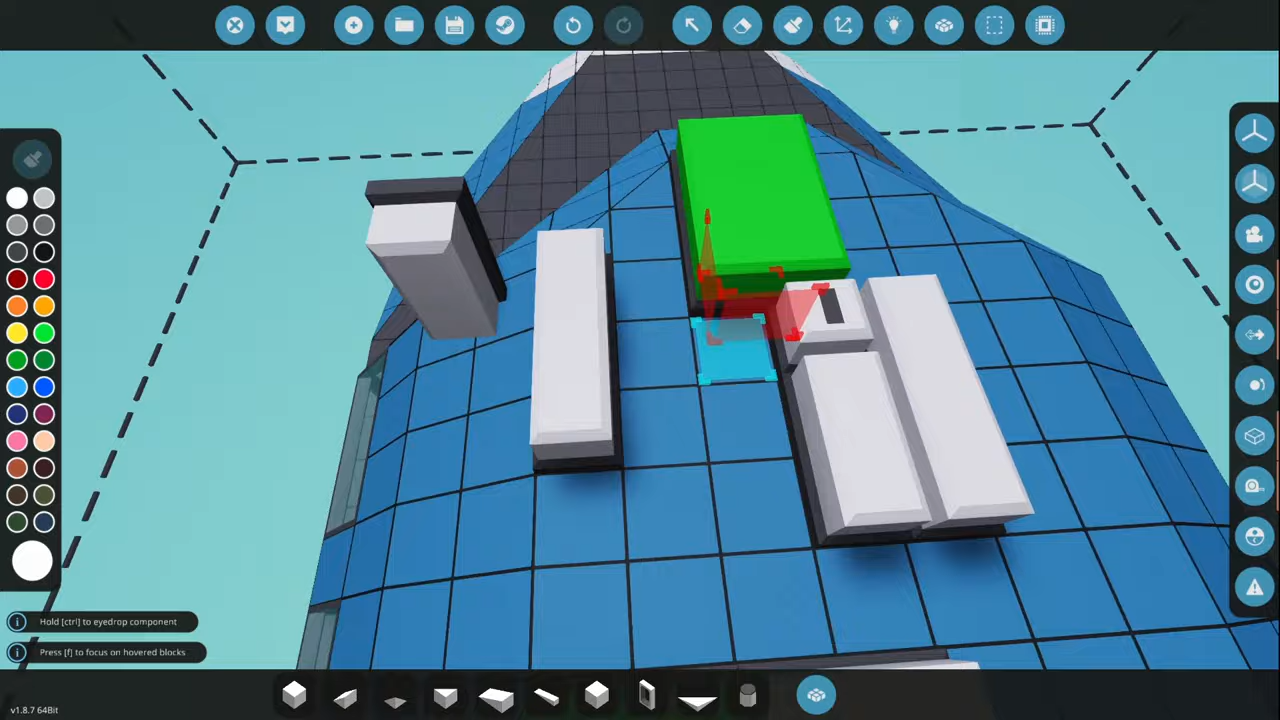 Hold [ctrl] to eyedrop component
Press [f] to focus on hovered blocks
v1.8.7 64Bit